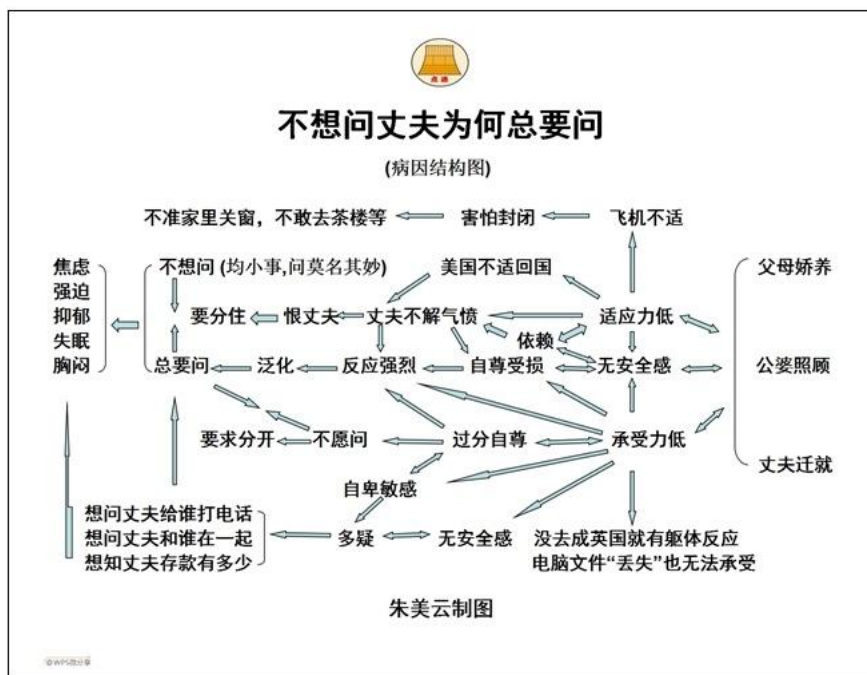 点通
不想问丈夫为何总要问
(病因结构图)
不准家里关窗，不敢去茶楼等 害怕封闭 飞机不适
焦虑 不想问 (均小事,问莫名其妙) 美国不适回国 父母娇养
强迫
抑郁 要分住 恨丈夫 丈夫不解气愤 适应力低
依赖
失眠
胸闷 总要问 泛化 反应强烈 自尊受损 无安全感 公婆照顾
要求分开 不愿问 过分自尊 承受力低
丈夫迁就
自卑敏感
想问丈夫给谁打电话
想问丈夫和谁在一起 多疑 无安全感 没去成英国就有躯体反应
想知丈夫存款有多少 电脑文件“丢失”也无法承受
朱美云制图
@WPS微分享